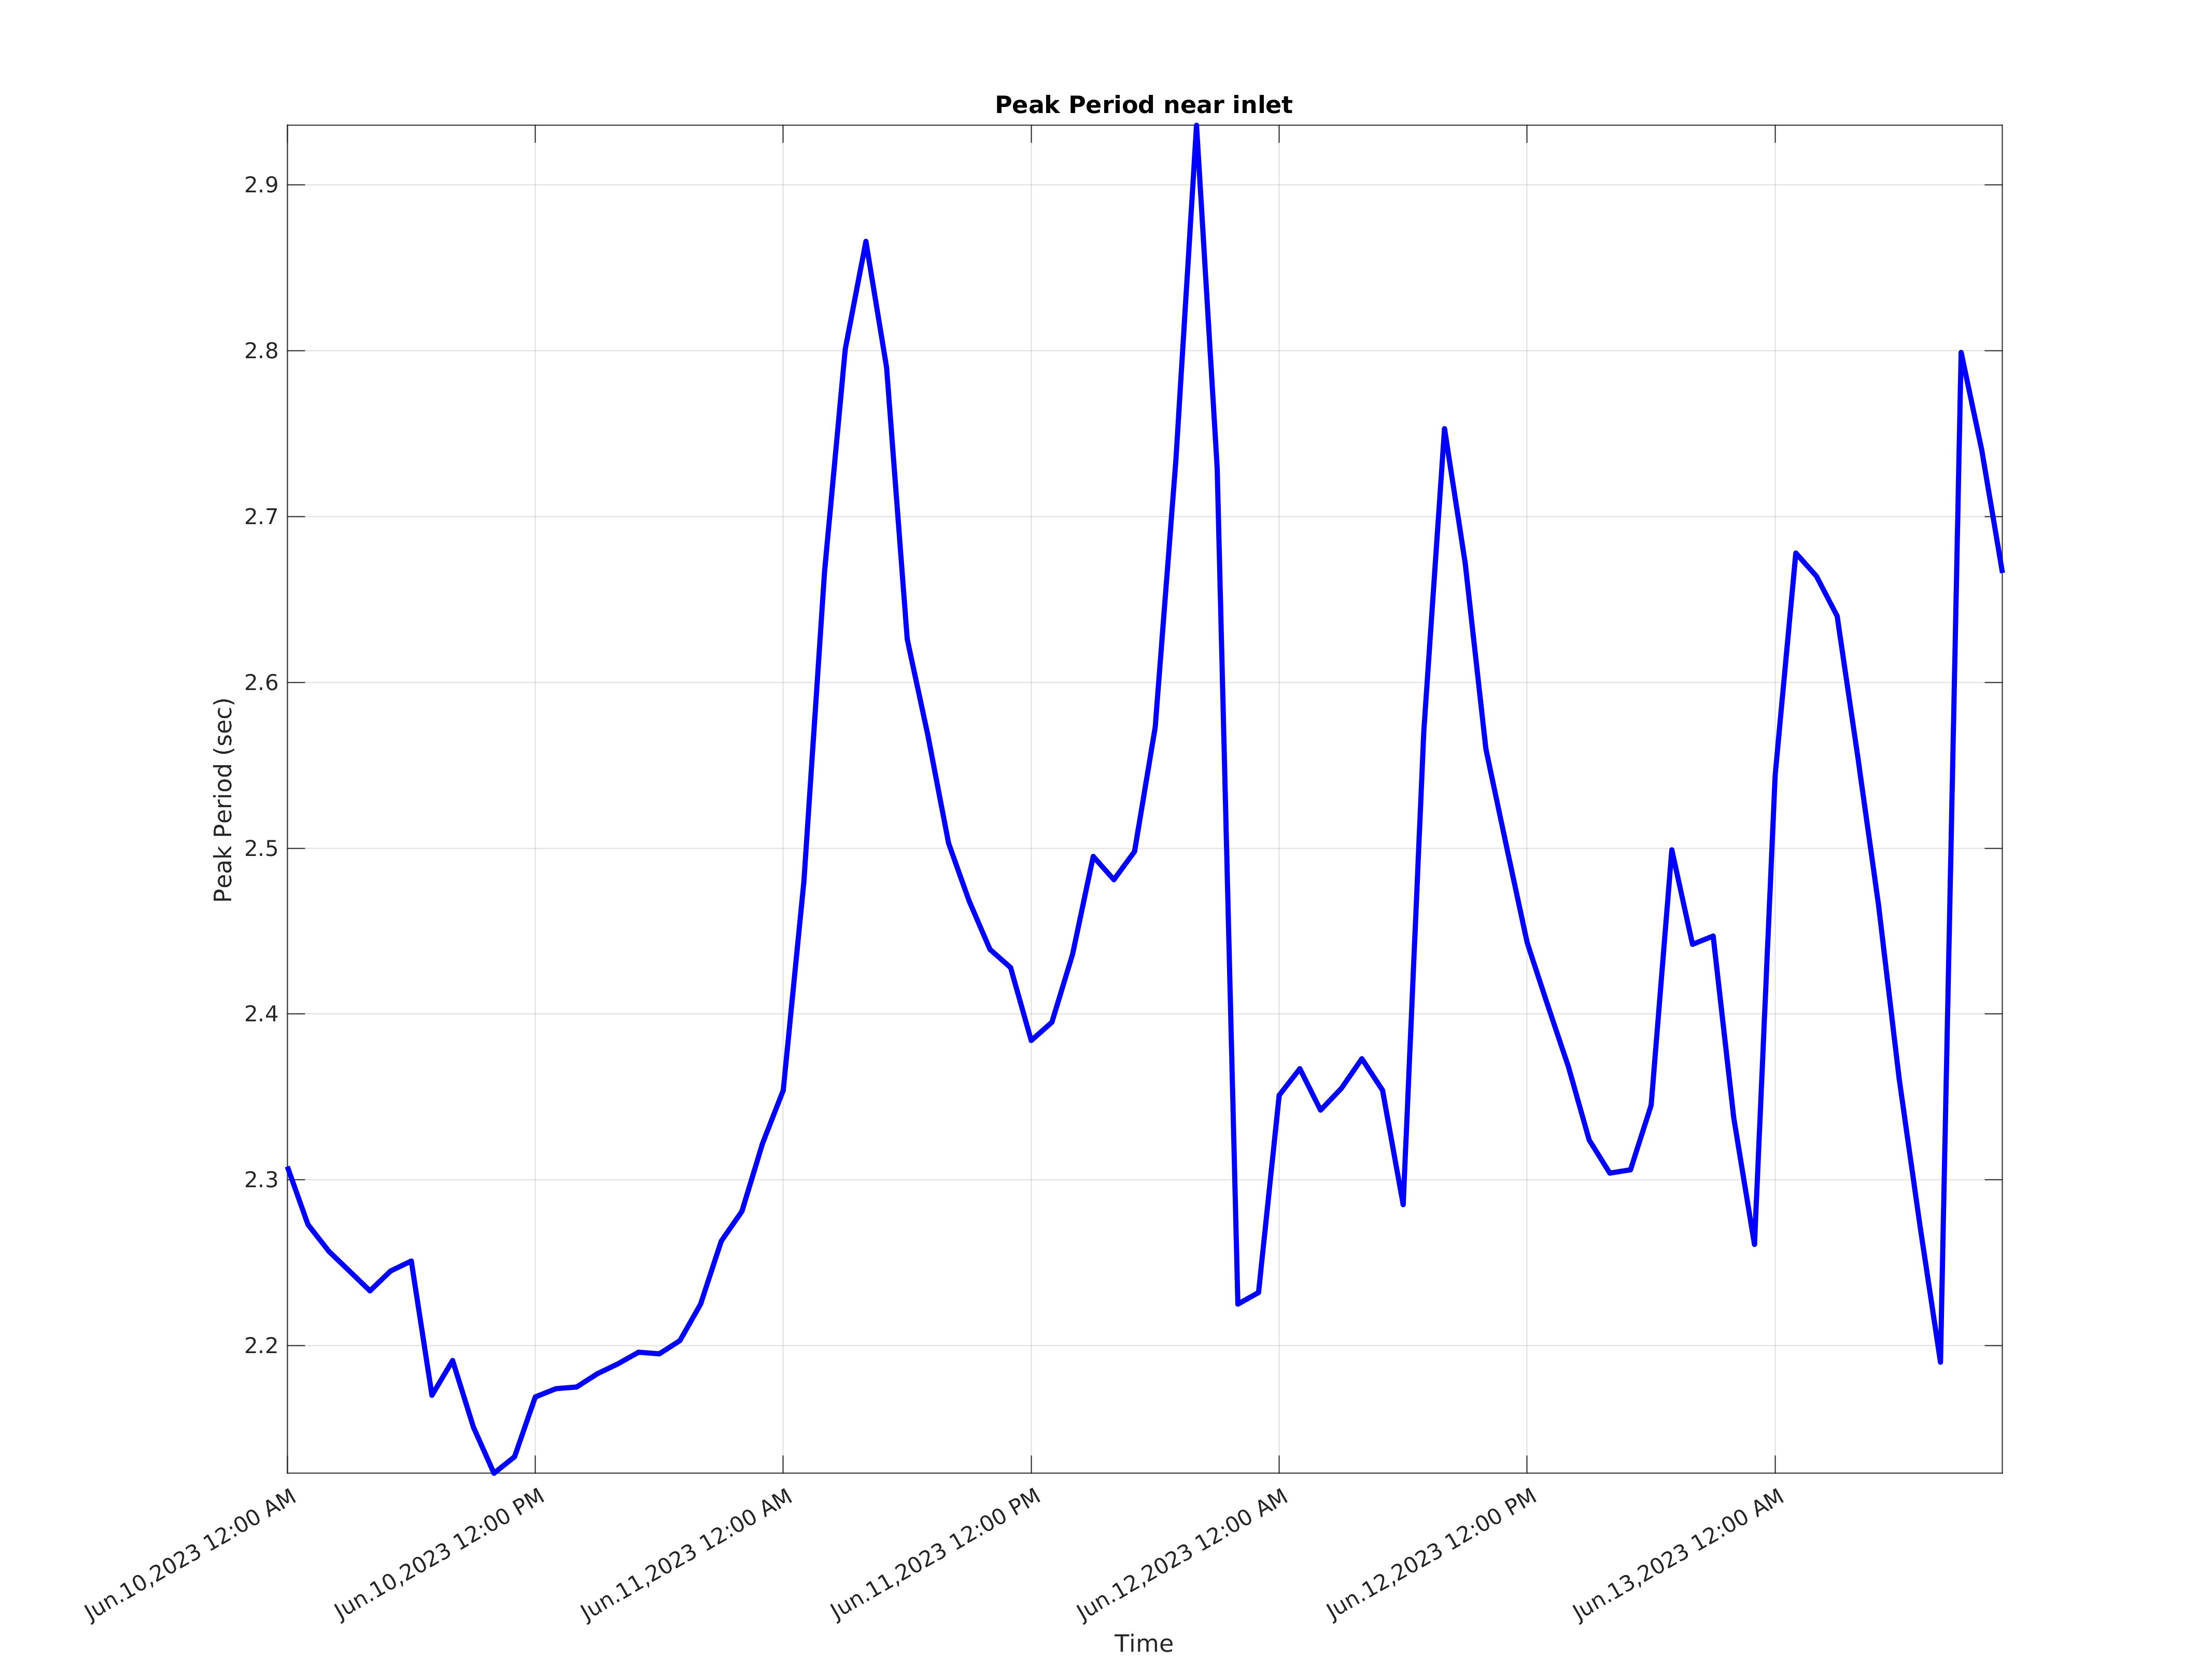 Peak Period near inlet
Peak Period (sec)
2.9
2.8
2.7
2.6
2.5
2.4
2.3
2.2
Jun.10,2023 12:00 AM
Jun.10,2023 12:00 PM
Jun.11,2023 12:00 AM
Jun.11,2023 12:00 PM
Jun.12,2023 12:00 AM
Jun.12,2023 12:00 PM
Jun.13,2023 12:00 AM
Time